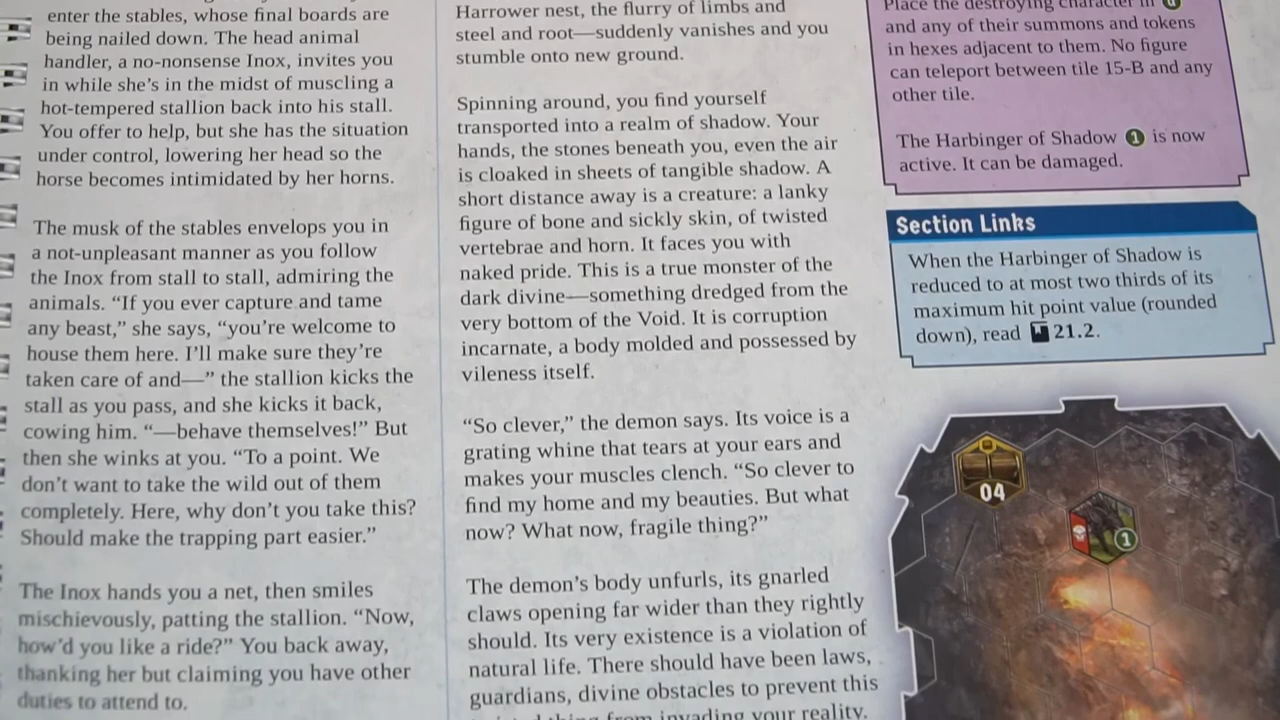 enter the stables, whose final boards are
being nailed down. The head animal
handler, a no-nonsense Inox, invites you
in while she's in the midst of muscling a
hot-tempered stallion back into his stall.
You offer to help, but she has the situation
under control, lowering her head so the
horse becomes intimidated by her horns.
The musk of the stables envelops you in
a not-unpleasant manner as you follow
the Inox from stall to stall, admiring the
animals. “If you ever capture and tame
any beast,” she says, “you're welcome to
house them here. I'll make sure they're
taken care of and—” the stallion kicks the
stall as you pass, and she kicks it back,
cowing him. “—behave themselves!” But
then she winks at you. “To a point. We
don't want to take the wild out of them
completely. Here, why don't you take this?
Should make the trapping part easier.”
The Inox hands you a net, then smiles
mischievously, patting the stallion. “Now,
how'd you like a ride?” You back away,
thanking her but claiming you have other
duties to attend to.
Harrower nest, the flurry of limbs and
steel and root—suddenly vanishes and you
stumble onto new ground.
Spinning around, you find yourself
transported into a realm of shadow. Your
hands, the stones beneath you, even the air
is cloaked in sheets of tangible shadow. A
short distance away is a creature: a lanky
figure of bone and sickly skin, of twisted
vertebrae and horn. It faces you with
naked pride. This is a true monster of the
dark divine—something dredged from the
very bottom of the Void. It is corruption
incarnate, a body molded and possessed by
vileness itself.
“So clever,” the demon says. Its voice is a
grating whine that tears at your ears and
makes your muscles clench. “So clever to
find my home and my beauties. But what
now? What now, fragile thing?”
The demon's body unfurls, its gnarled
claws opening far wider than they rightly
should. Its very existence is a violation of
natural life. There should have been laws,
guardians, divine obstacles to prevent this
thing from invading your reality.
Place the destroying character in
and any of their summons and tokens
in hexes adjacent to them. No figure
can teleport between tile 15-B and any
other tile.
The Harbinger of Shadow 1 is now
active. It can be damaged.
Section Links
When the Harbinger of Shadow is
reduced to at most two thirds of its
maximum hit point value (rounded
down), read 21.2.
04
1